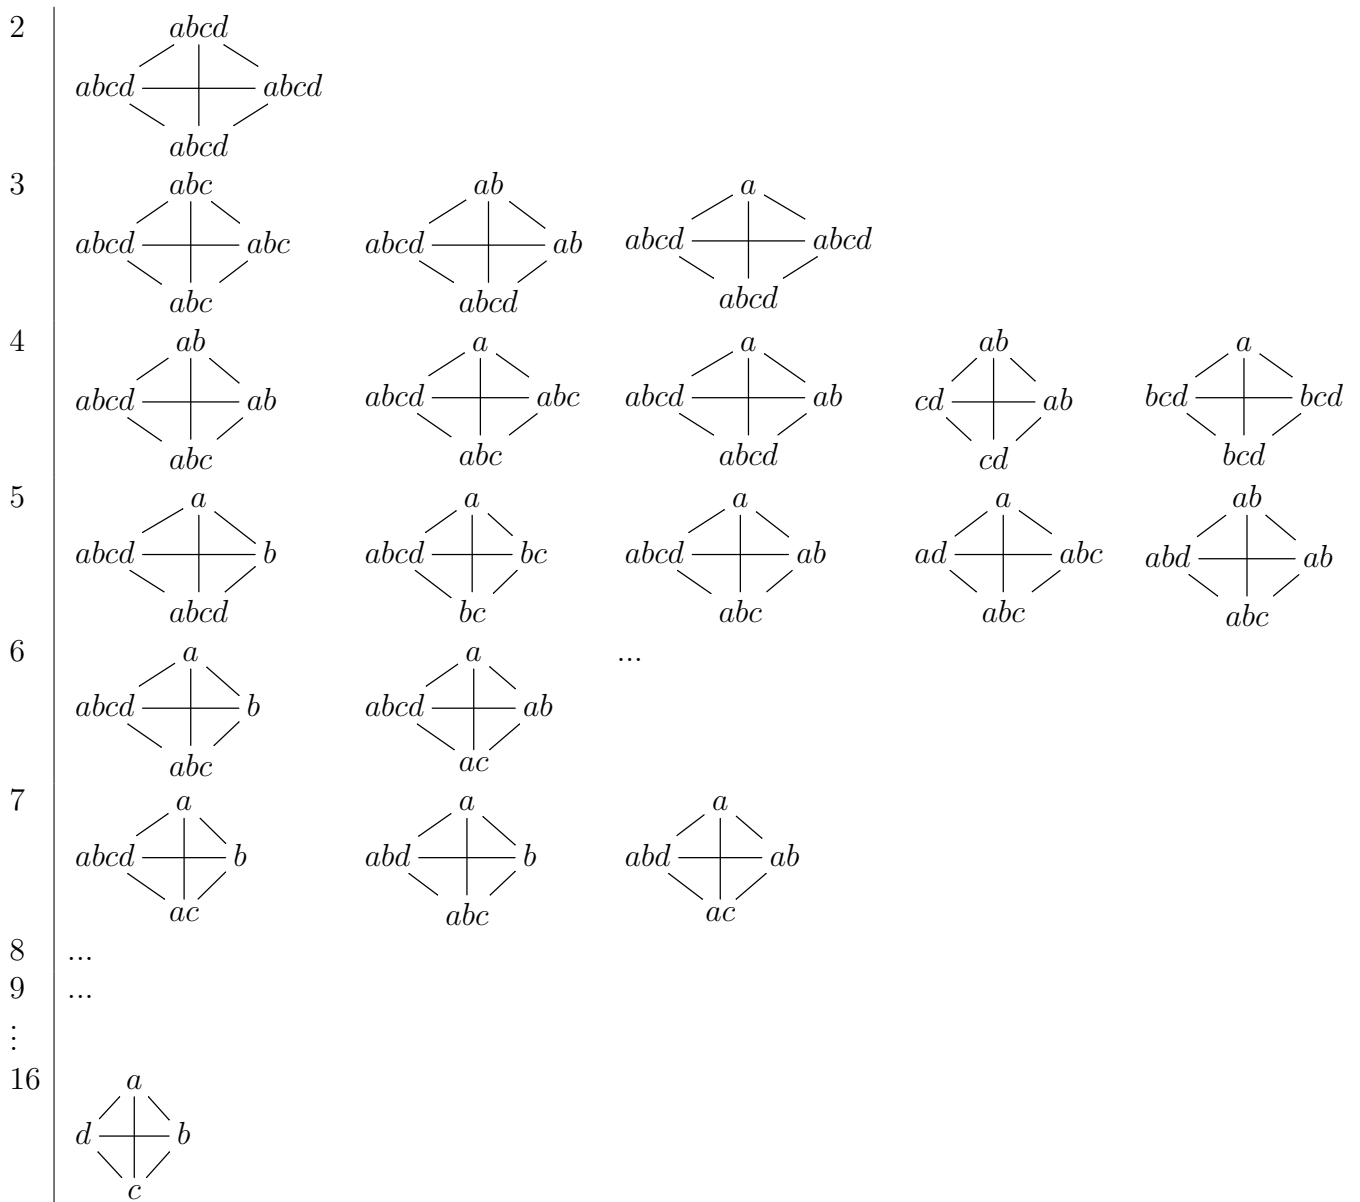 2
abcd
abcd abcd
abcd
3 abc ab a
abcd abc abcd ab abcd abcd
abc abcd abcd
4 ab a a ab a
abcd ab abcd abc abcd ab cd ab bcd bcd
abc abc abcd cd bcd
5 a a a a ab
abcd b abcd bc abcd ab ad abc abd ab
abcd bc abc abc abc
6 a a ...
abcd b abcd ab
abc ac
7 a a a
abcd b abd b abd ab
ac abc ac
8 ...
9 ...
⋮
16 a
d b
c